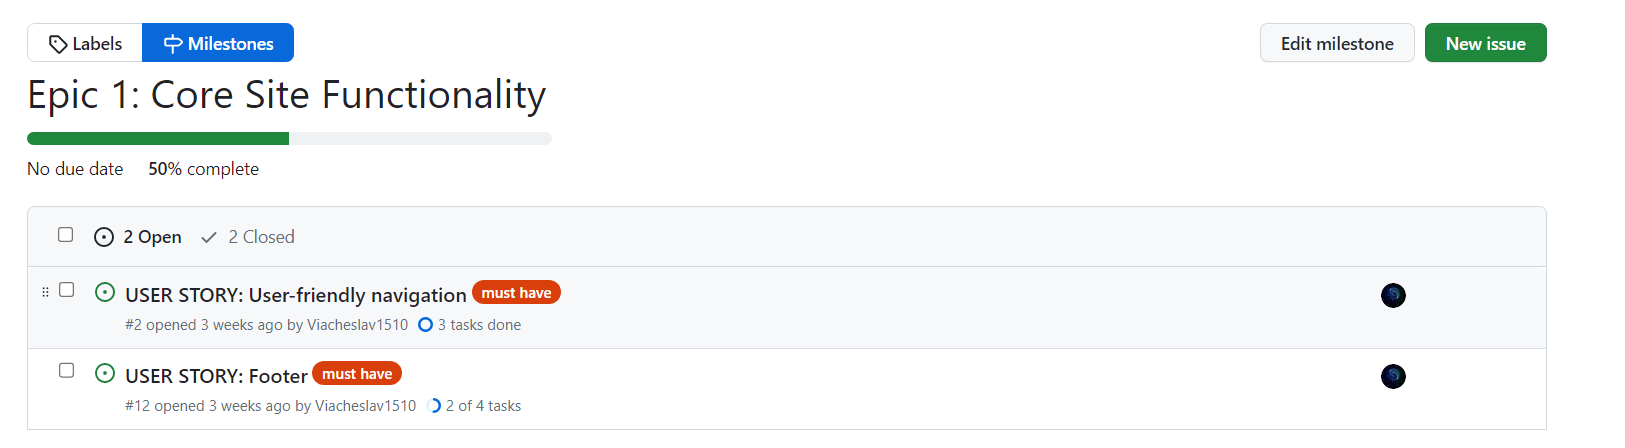 Labels Milestones Edit milestone New issue
Epic 1: Core Site Functionality
No due date 50% complete
2 Open 2 Closed
USER STORY: User-friendly navigation must have
#2 opened 3 weeks ago by Viacheslav1510 3 tasks done
USER STORY: Footer must have
#12 opened 3 weeks ago by Viacheslav1510 2 of 4 tasks